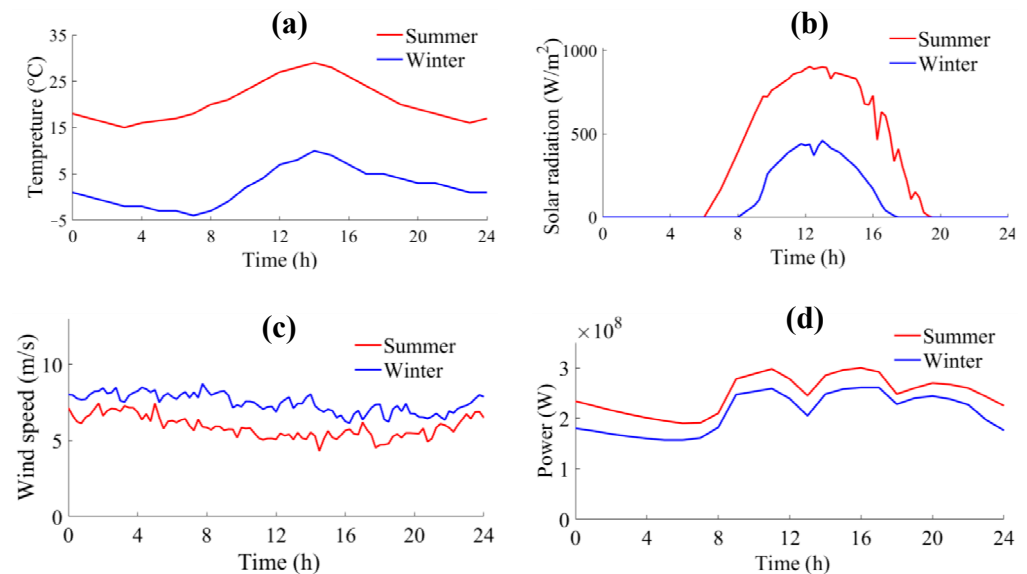 (a)
Tempreture (°C)
35
25
15
5
−5
Summer
Winter
0 4 8 12 16 20 24
Time (h)
(b)
Solar radiation (W/m²)
1000
500
0
Summer
Winter
0 4 8 12 16 20 24
Time (h)
(c)
Wind speed (m/s)
10
5
0
Summer
Winter
0 4 8 12 16 20 24
Time (h)
(d)
×10⁸
Power (W)
3
2
1
0
Summer
Winter
0 4 8 12 16 20 24
Time (h)